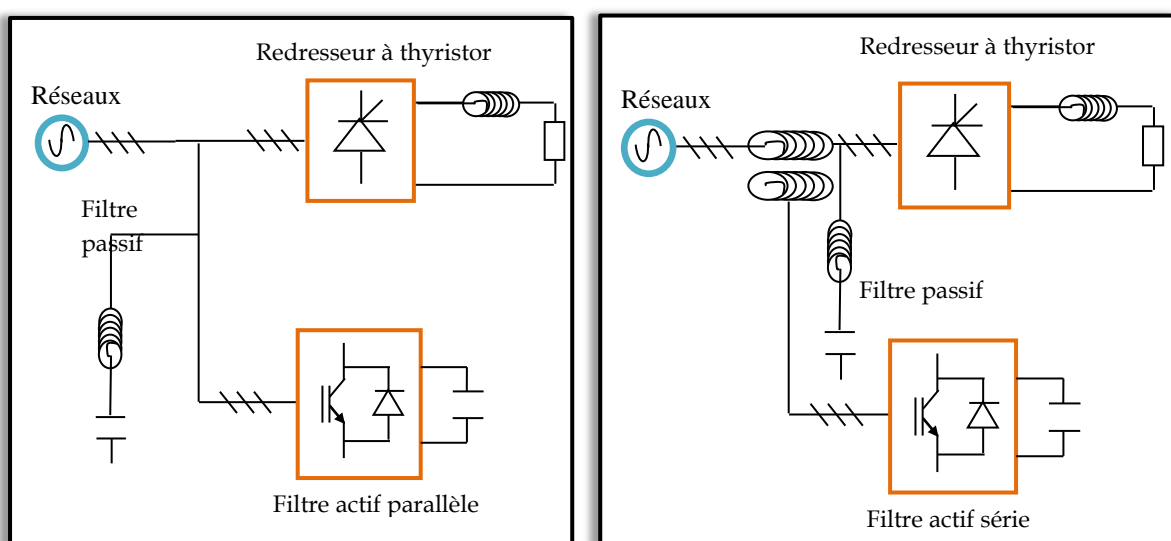 Redresseur à thyristor
Réseaux
Filtre
passif
Filtre actif parallèle
Redresseur à thyristor
Réseaux
Filtre passif
Filtre actif série